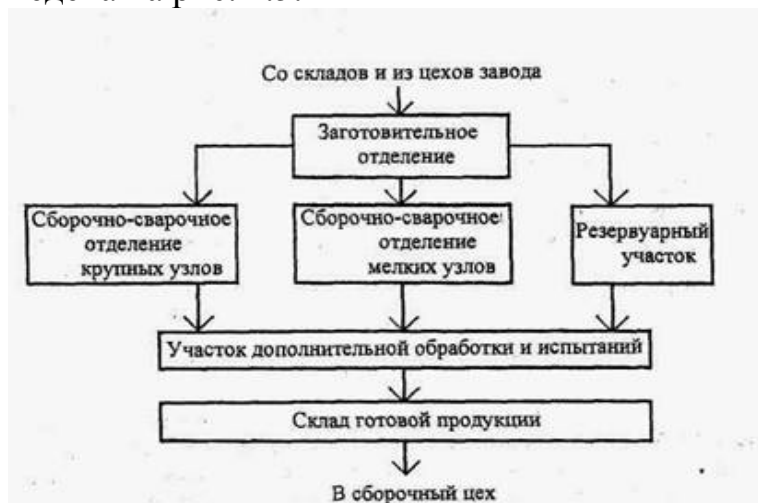 Со складов и из цехов завода
Заготовительное
отделение
Сборочно-сварочное
отделение
крупных узлов
Сборочно-сварочное
отделение
мелких узлов
Резервуарный
участок
Участок дополнительной обработки и испытаний
Склад готовой продукции
В сборочный цех